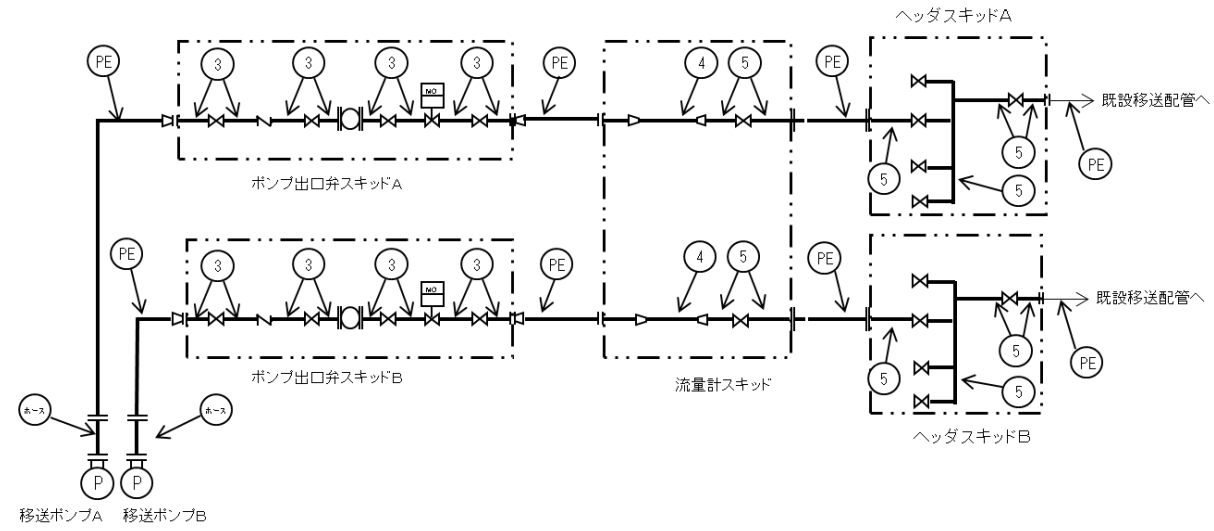 ヘッダスキッドA
PE
3
3
3
3
PE
4
5
PE
MO
既設移送配管へ
5
PE
5
5
ポンプ出口弁スキッドA
PE
3
3
3
3
PE
4
5
PE
MO
既設移送配管へ
5
PE
5
5
ポンプ出口弁スキッドB
流量計スキッド
ホース
ホース
ヘッダスキッドB
P
P
移送ポンプA
移送ポンプB